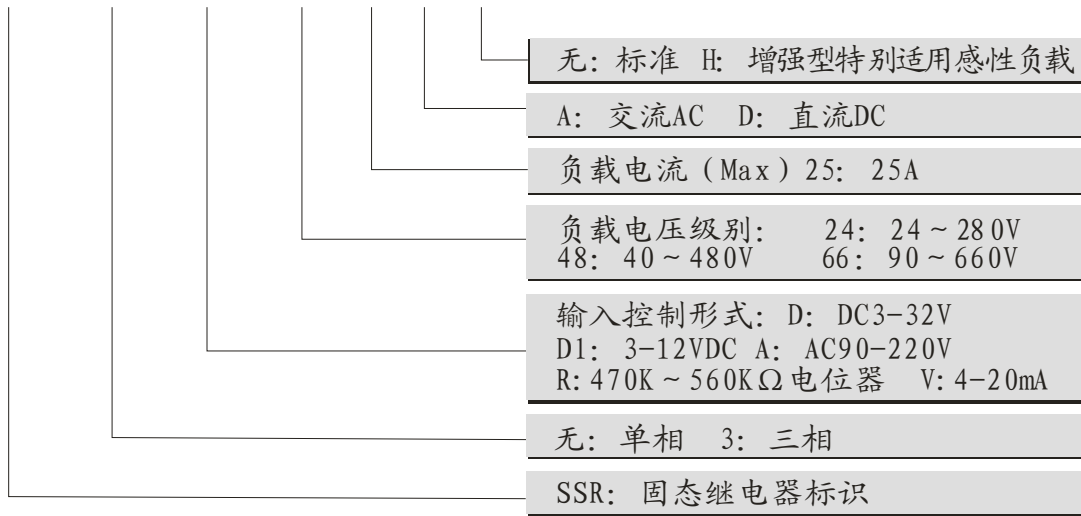 无: 标准 H: 增强型特别适用感性负载
A: 交流AC D: 直流DC
负载电流(Max)25: 25A
负载电压级别: 24: 24~280V
48: 40~480V 66: 90~660V
输入控制形式: D: DC3-32V
D1: 3-12VDC A: AC90-220V
R:470K~560KΩ电位器 V:4-20mA
无: 单相 3: 三相
SSR: 固态继电器标识